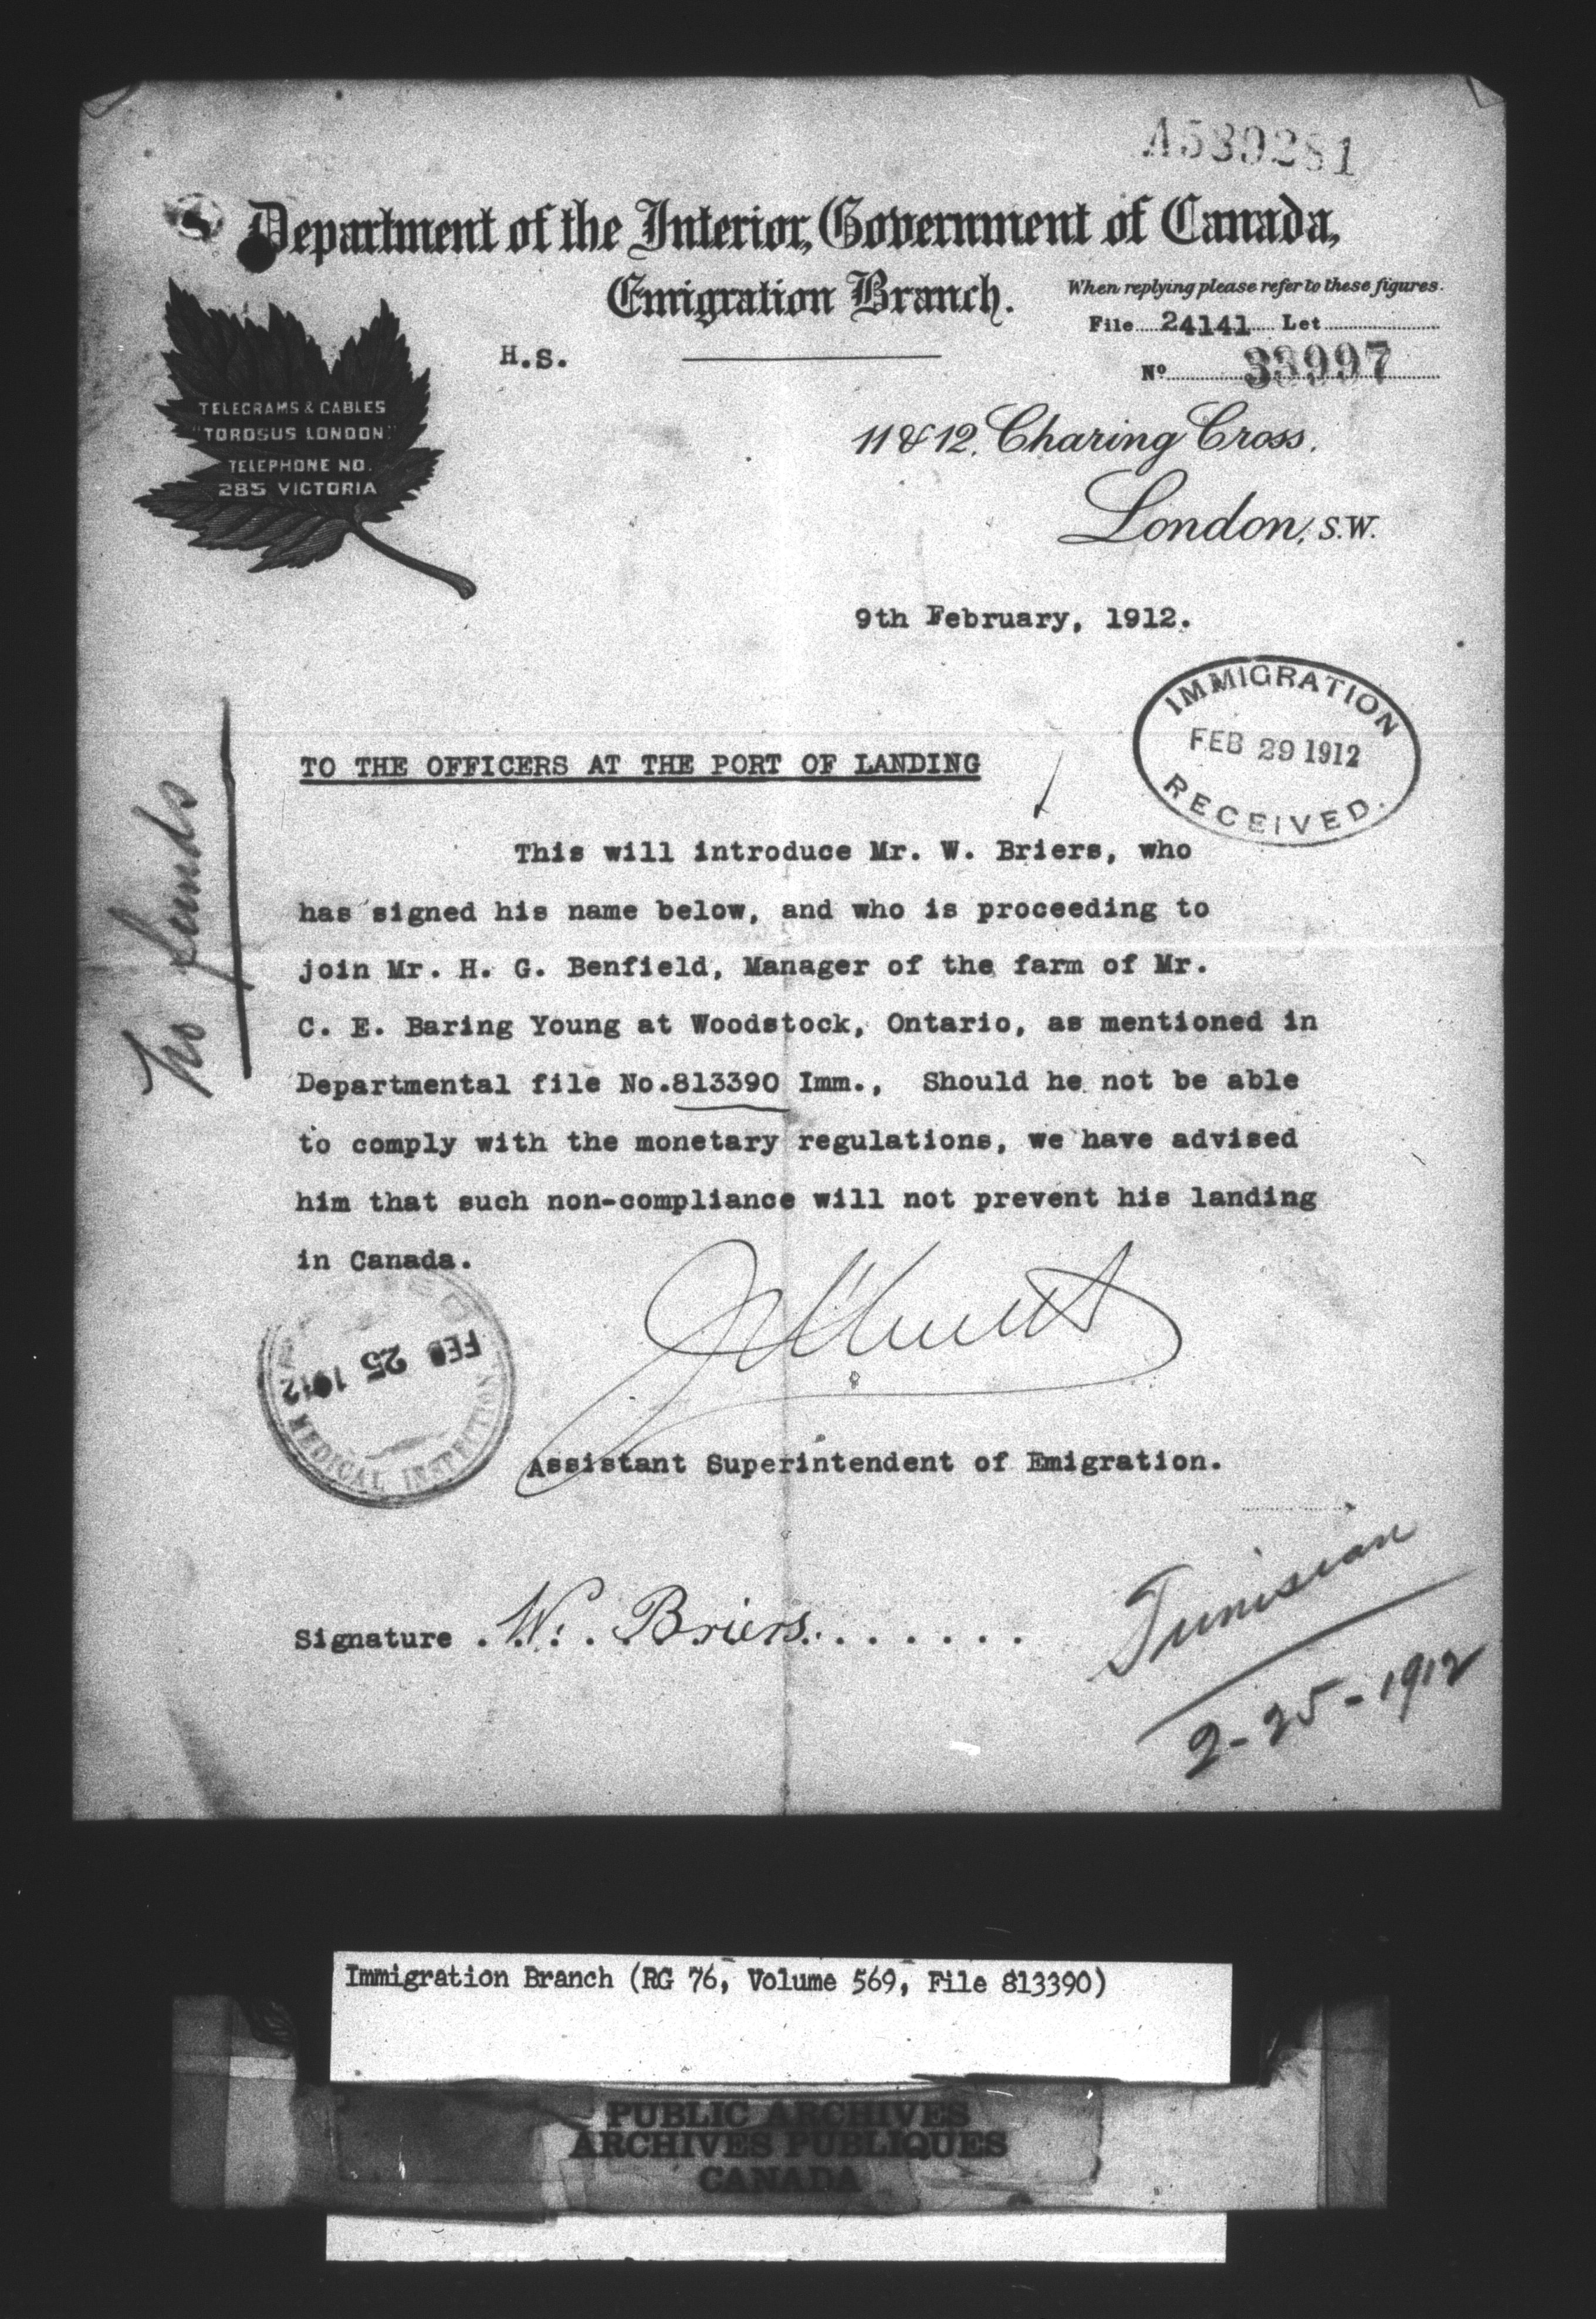 A539281
Department of the Interior, Government of Canada,
Emigration Branch.
When replying please refer to these figures.
File 24141 Let
H.S.
Nº 33997
TELEGRAMS & CABLES
"TOROSUS LONDON."
TELEPHONE NO.
285 VICTORIA
11 & 12, Charing Cross,
London, S.W.
9th February, 1912.
IMMIGRATION
FEB 29 1912
RECEIVED.
No funds
TO THE OFFICERS AT THE PORT OF LANDING
This will introduce Mr. W. Briers, who
has signed his name below, and who is proceeding to
join Mr. H. G. Benfield, Manager of the farm of Mr.
C. E. Baring Young at Woodstock, Ontario, as mentioned in
Departmental file No.813390 Imm., Should he not be able
to comply with the monetary regulations, we have advised
him that such non-compliance will not prevent his landing
in Canada.
FEB 25 1912
MEDICAL INSPECTION
Assistant Superintendent of Emigration.
Signature . W. Briers. . . . . . .
Tunisian
2-25-1912
Immigration Branch (RG 76, Volume 569, File 813390)
PUBLIC ARCHIVES
ARCHIVES PUBLIQUES
CANADA